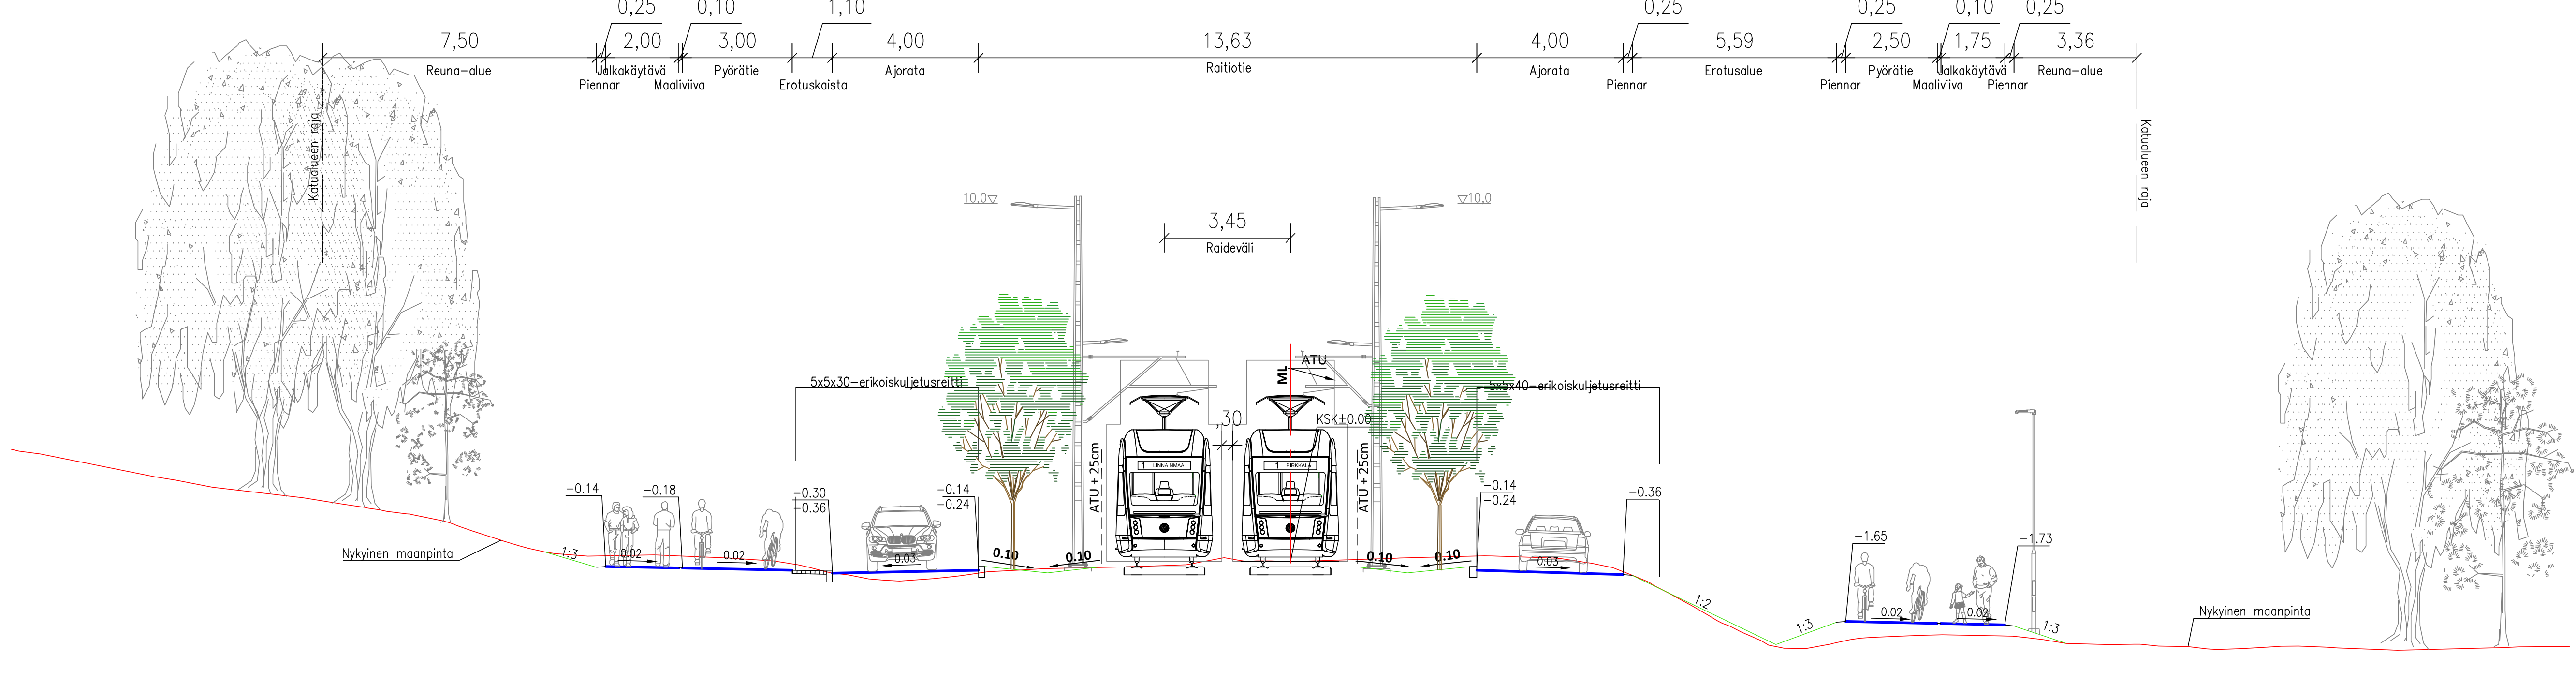 0,25
0,10
1,10
0,25
0,25
0,10
0,25
7,50
2,00
3,00
4,00
13,63
4,00
5,59
2,50
1,75
3,36
Reuna-alue
Jalkakäytävä
Pyörätie
Ajorata
Raitiotie
Ajorata
Erotusalue
Pyörätie
Jalkakäytävä
Reuna-alue
Piennar
Maaliviiva
Erotuskaista
Piennar
Piennar
Maaliviiva
Piennar
Katualueen raja
Katualueen raja
10,0
10,0
3,45
Raideväli
ATU
ML
5x5x30-erikoiskuljetusreitti
5x5x40-erikoiskuljetusreitti
,30
KSK±0.00
ATU + 25cm
ATU + 25cm
1 LINNAINMAA
1 PIRKKALA
-0.14
-0.18
-0.30
-0.36
-0.14
-0.24
-0.14
-0.24
-0.36
-1.65
-1.73
Nykyinen maanpinta
1:3
0.02
0.02
0.03
0.10
0.10
0.10
0.10
0.03
1:2
1:3
0.02
0.02
1:3
Nykyinen maanpinta